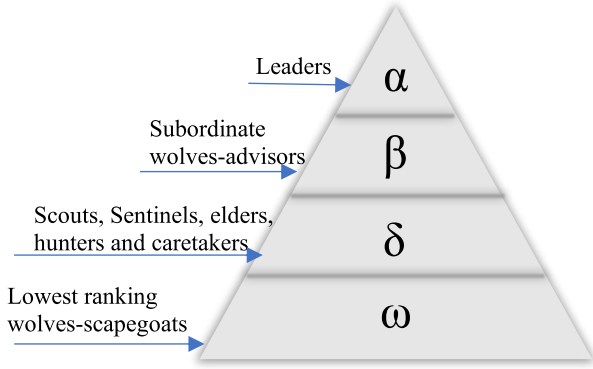 Leaders
α
Subordinate
wolves-advisors
β
Scouts, Sentinels, elders,
hunters and caretakers
δ
Lowest ranking
wolves-scapegoats
ω